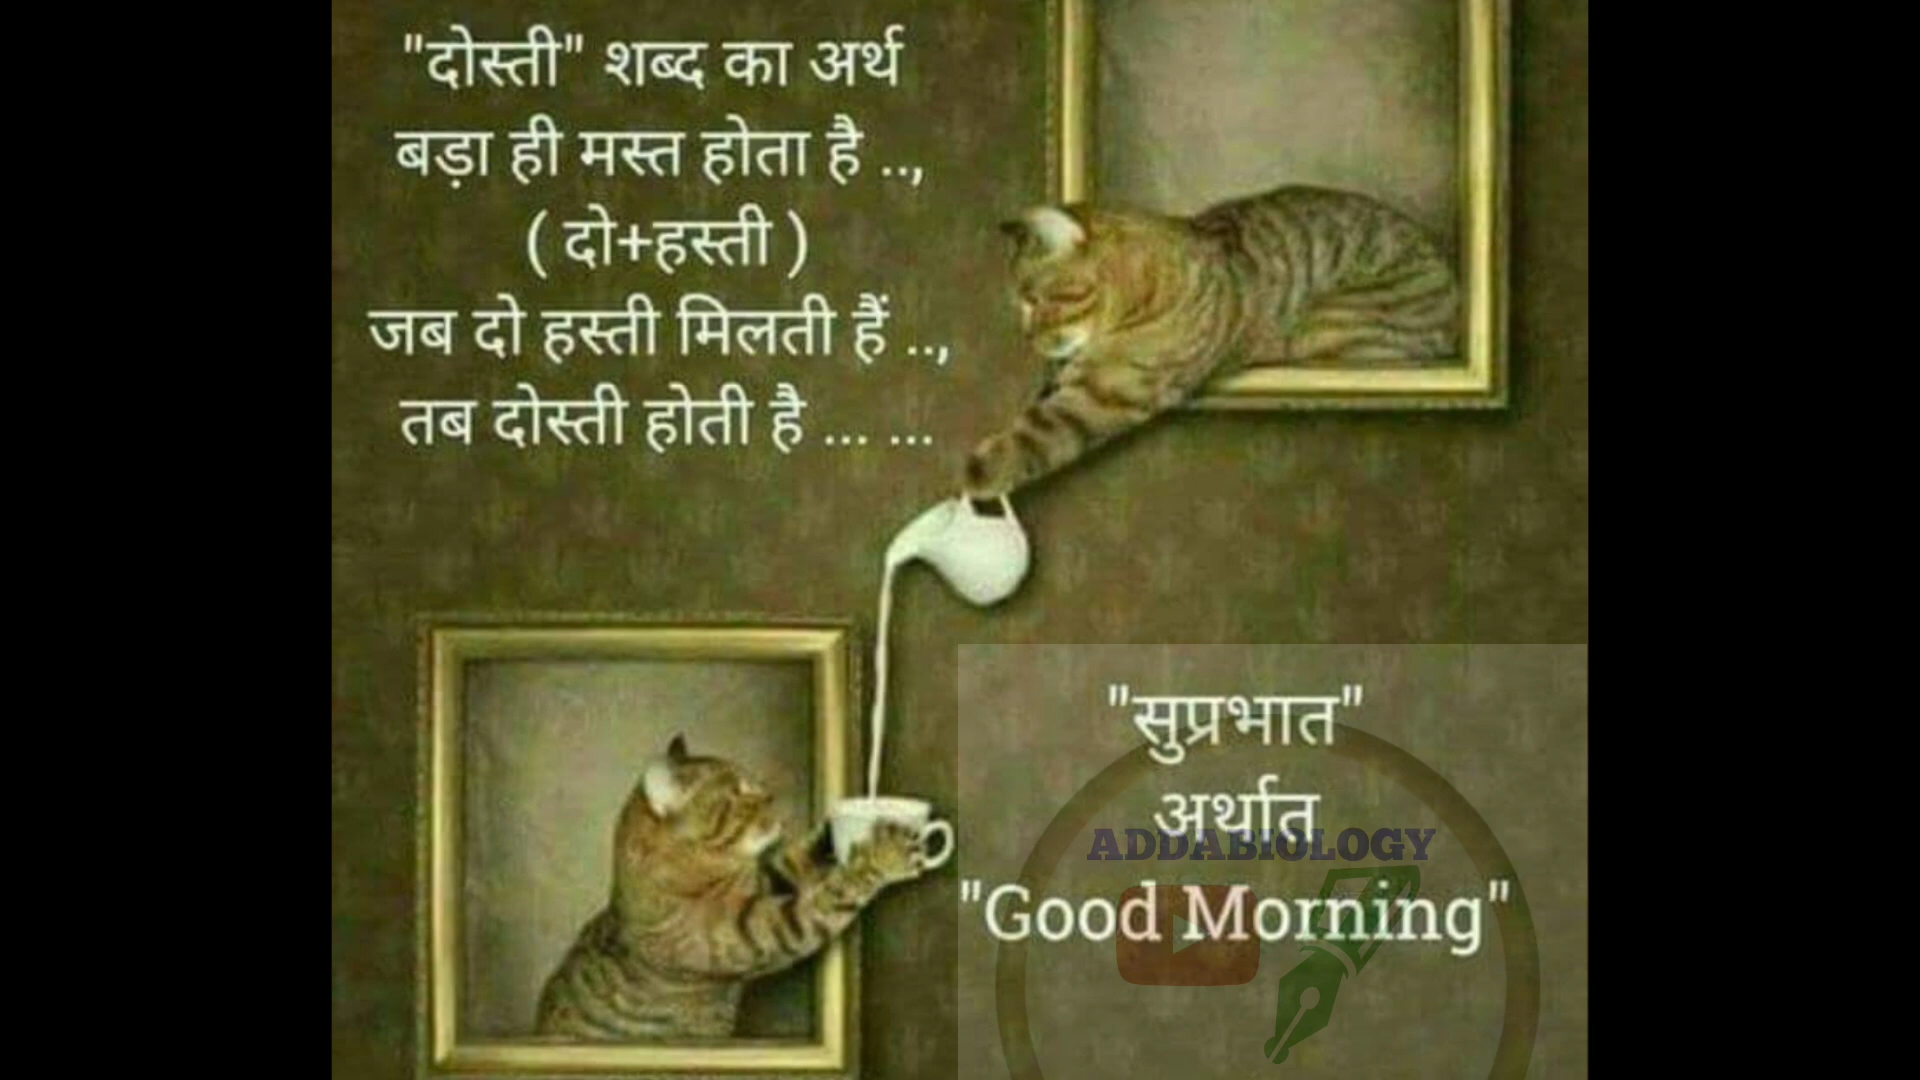 "दोस्ती" शब्द का अर्थ
बड़ा ही मस्त होता है ..,
( दो+हस्ती )
जब दो हस्ती मिलती हैं ..,
तब दोस्ती होती है ... ...
"सुप्रभात"
अर्थात
ADDABIOLOGY
"Good Morning"